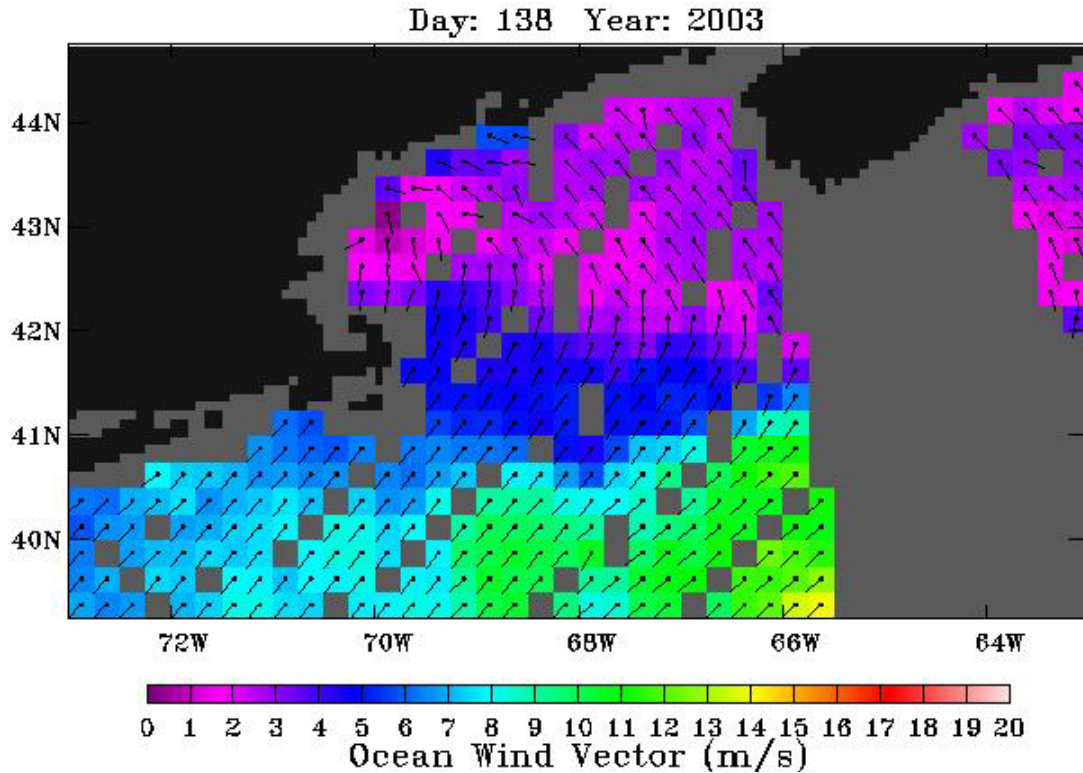 Day: 138 Year: 2003
44N
43N
42N
41N
40N
72W 70W 68W 66W 64W
0 1 2 3 4 5 6 7 8 9 10 11 12 13 14 15 16 17 18 19 20
Ocean Wind Vector (m/s)